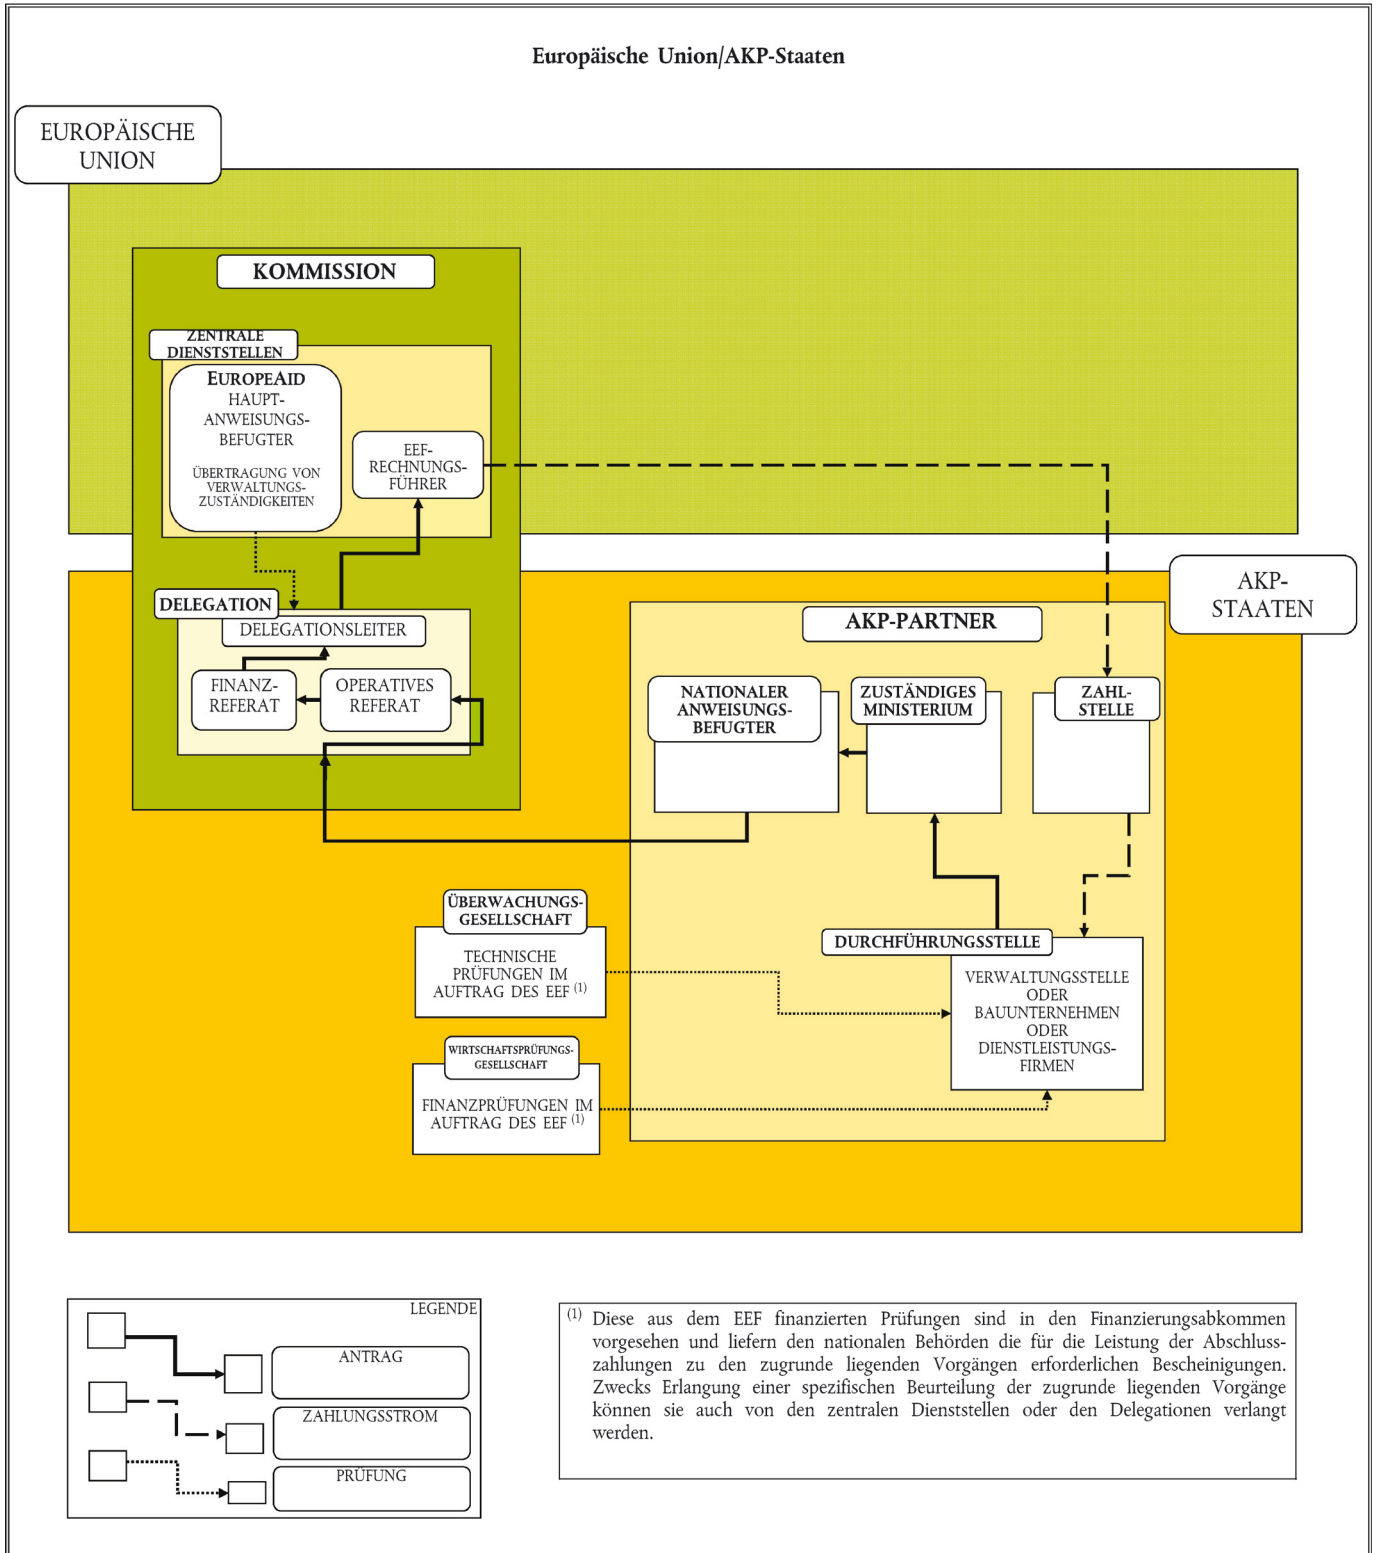 Europäische Union/AKP-Staaten
EUROPÄISCHE
UNION
KOMMISSION
ZENTRALE
DIENSTSTELLEN
EUROPEAID
HAUPT-
ANWEISUNGS-
BEFUGTER
ÜBERTRAGUNG VON
VERWALTUNGS-
ZUSTÄNDIGKEITEN
EEF-
RECHNUNGS-
FÜHRER
AKP-
STAATEN
DELEGATION
DELEGATIONSLEITER
FINANZ-
REFERAT
OPERATIVES
REFERAT
AKP-PARTNER
NATIONALER
ANWEISUNGS-
BEFUGTER
ZUSTÄNDIGES
MINISTERIUM
ZAHL-
STELLE
ÜBERWACHUNGS-
GESELLSCHAFT
TECHNISCHE
PRÜFUNGEN IM
AUFTRAG DES EEF (1)
DURCHFÜHRUNGSSTELLE
VERWALTUNGSSTELLE
ODER
BAUUNTERNEHMEN
ODER
DIENSTLEISTUNGS-
FIRMEN
WIRTSCHAFTSPRÜFUNGS-
GESELLSCHAFT
FINANZPRÜFUNGEN IM
AUFTRAG DES EEF (1)
LEGENDE
ANTRAG
ZAHLUNGSSTROM
PRÜFUNG
(1) Diese aus dem EEF finanzierten Prüfungen sind in den Finanzierungsabkommen
vorgesehen und liefern den nationalen Behörden die für die Leistung der Abschluss-
zahlungen zu den zugrunde liegenden Vorgängen erforderlichen Bescheinigungen.
Zwecks Erlangung einer spezifischen Beurteilung der zugrunde liegenden Vorgänge
können sie auch von den zentralen Dienststellen oder den Delegationen verlangt
werden.